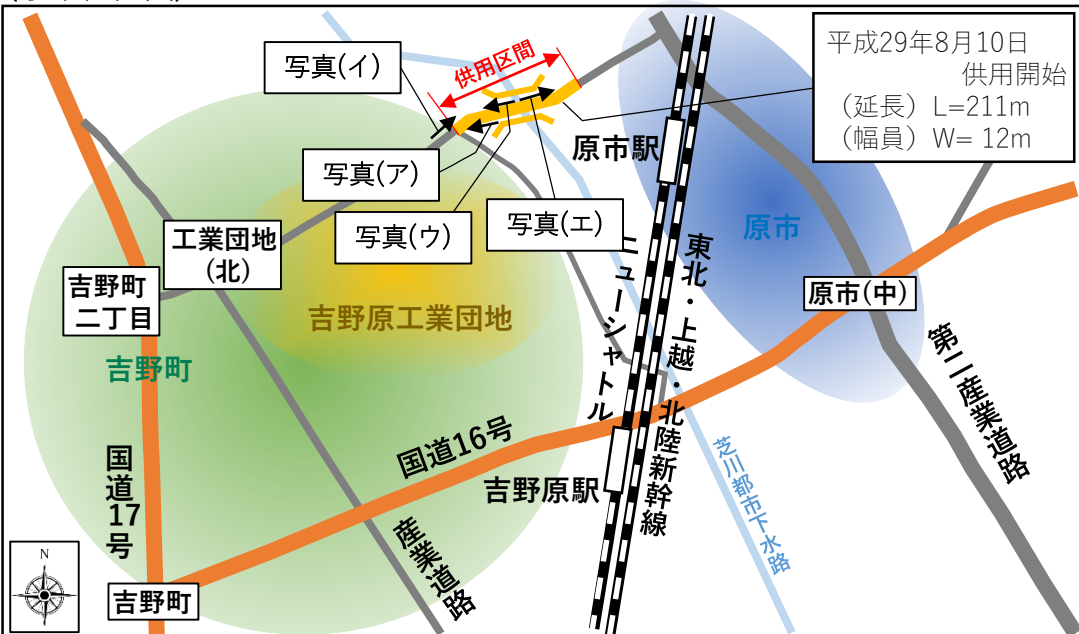 写真(イ)
供用区間
平成29年8月10日
供用開始
(延長) L=211m
(幅員) W= 12m
原市駅
写真(ア)
写真(ウ)
写真(エ)
工業団地
(北)
原市
吉野町
二丁目
吉野原工業団地
原市(中)
吉野町
ニューシャトル
東北・上越・北陸新幹線
第二産業道路
国道16号
国道17号
吉野原駅
芝川都市下水路
産業道路
N
吉野町